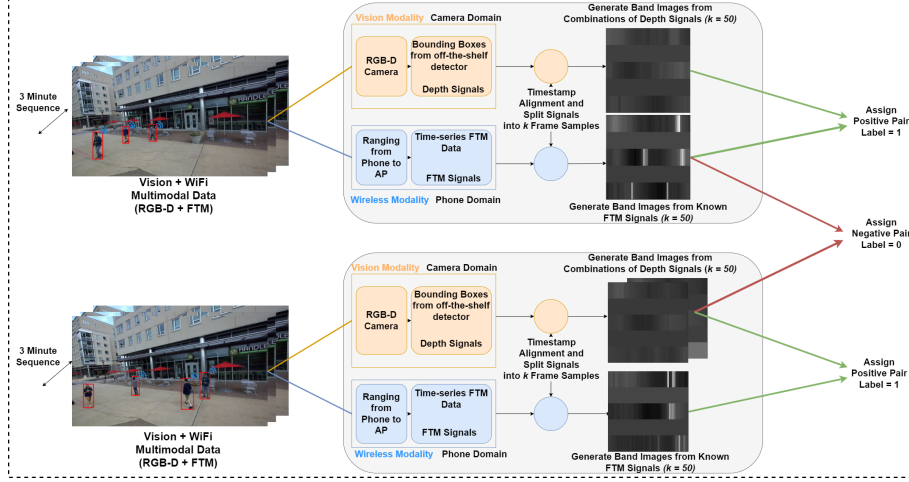 Vision Modality Camera Domain
Generate Band Images from
Combinations of Depth Signals (k = 50)
RGB-D
Camera
Bounding Boxes
from off-the-shelf
detector
Depth Signals
3 Minute
Sequence
Timestamp
Alignment and
Split Signals
into k Frame Samples
Assign
Positive Pair
Label = 1
Ranging
from
Phone to
AP
Time-series FTM
Data
FTM Signals
Vision + WiFi
Multimodal Data
(RGB-D + FTM)
Wireless Modality Phone Domain
Generate Band Images from Known
FTM Signals (k = 50)
Assign
Negative Pair
Label = 0
Vision Modality Camera Domain
Generate Band Images from
Combinations of Depth Signals (k = 50)
RGB-D
Camera
Bounding Boxes
from off-the-shelf
detector
Depth Signals
3 Minute
Sequence
Timestamp
Alignment and
Split Signals
into k Frame Samples
Assign
Positive Pair
Label = 1
Ranging
from
Phone to
AP
Time-series FTM
Data
FTM Signals
Vision + WiFi
Multimodal Data
(RGB-D + FTM)
Wireless Modality Phone Domain
Generate Band Images from Known
FTM Signals (k = 50)